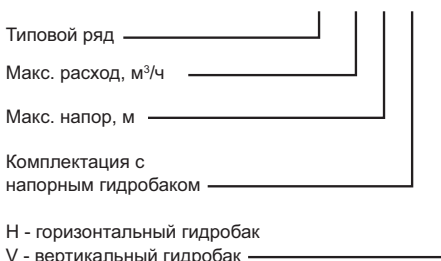 Типовой ряд
Макс. расход, м³/ч
Макс. напор, м
Комплектация с
напорным гидробаком
H - горизонтальный гидробак
V - вертикальный гидробак